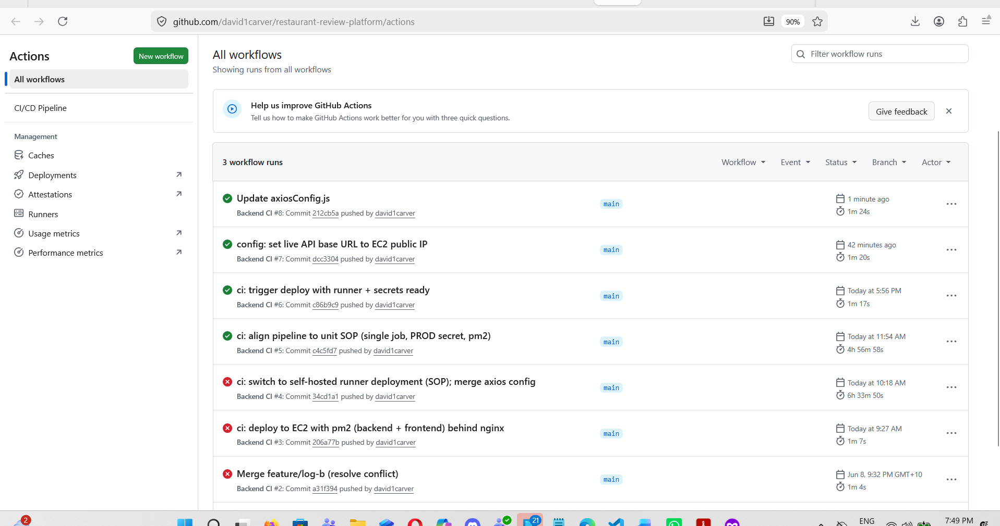 github.com/david1carver/restaurant-review-platform/actions
90%
Actions
New workflow
All workflows
CI/CD Pipeline
Management
Caches
Deployments
Attestations
Runners
Usage metrics
Performance metrics
All workflows
Showing runs from all workflows
Filter workflow runs
Help us improve GitHub Actions
Tell us how to make GitHub Actions work better for you with three quick questions.
Give feedback
3 workflow runs
Workflow
Event
Status
Branch
Actor
Update axiosConfig.js
Backend CI #8: Commit 212cb5a pushed by david1carver
main
1 minute ago
1m 24s
config: set live API base URL to EC2 public IP
Backend CI #7: Commit dcc3304 pushed by david1carver
main
42 minutes ago
1m 20s
ci: trigger deploy with runner + secrets ready
Backend CI #6: Commit c86b9c9 pushed by david1carver
main
Today at 5:56 PM
1m 17s
ci: align pipeline to unit SOP (single job, PROD secret, pm2)
Backend CI #5: Commit c4c5fd7 pushed by david1carver
main
Today at 11:54 AM
4h 56m 58s
ci: switch to self-hosted runner deployment (SOP); merge axios config
Backend CI #4: Commit 34cd1a1 pushed by david1carver
main
Today at 10:18 AM
6h 33m 50s
ci: deploy to EC2 with pm2 (backend + frontend) behind nginx
Backend CI #3: Commit 206a77b pushed by david1carver
main
Today at 9:27 AM
1m 7s
Merge feature/log-b (resolve conflict)
Backend CI #2: Commit a31f394 pushed by david1carver
main
Jun 8, 9:32 PM GMT+10
1m 4s
2
21
ENG
7:49 PM